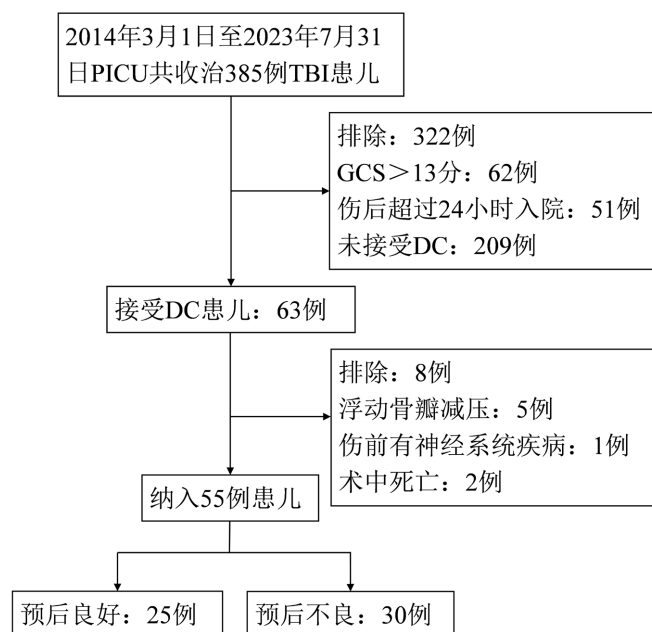 2014年3月1日至2023年7月31
日PICU共收治385例TBI患儿
排除：322例
GCS＞13分：62例
伤后超过24小时入院：51例
未接受DC：209例
接受DC患儿：63例
排除：8例
浮动骨瓣减压：5例
伤前有神经系统疾病：1例
术中死亡：2例
纳入55例患儿
预后良好：25例
预后不良：30例